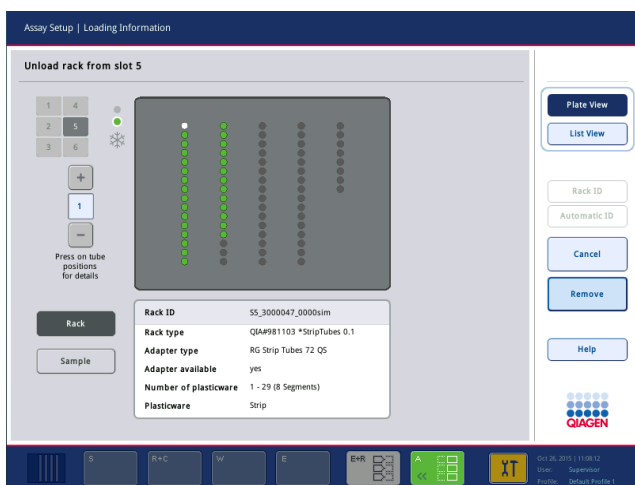 Assay Setup | Loading Information
Unload rack from slot 5
1 4
2 5
3 6
+
1
−
Press on tube
positions
for details
Rack
Sample
Rack ID S5_3000047_0000sim
Rack type QIA#981103 *StripTubes 0.1
Adapter type RG Strip Tubes 72 QS
Adapter available yes
Number of plasticware 1 - 29 (8 Segments)
Plasticware Strip
Plate View
List View
Rack ID
Automatic ID
Cancel
Remove
Help
QIAGEN
S
R+C
W
E
E+R
A
Oct 26, 2015 | 11:08:12
User: Supervisor
Profile: Default Profile 1